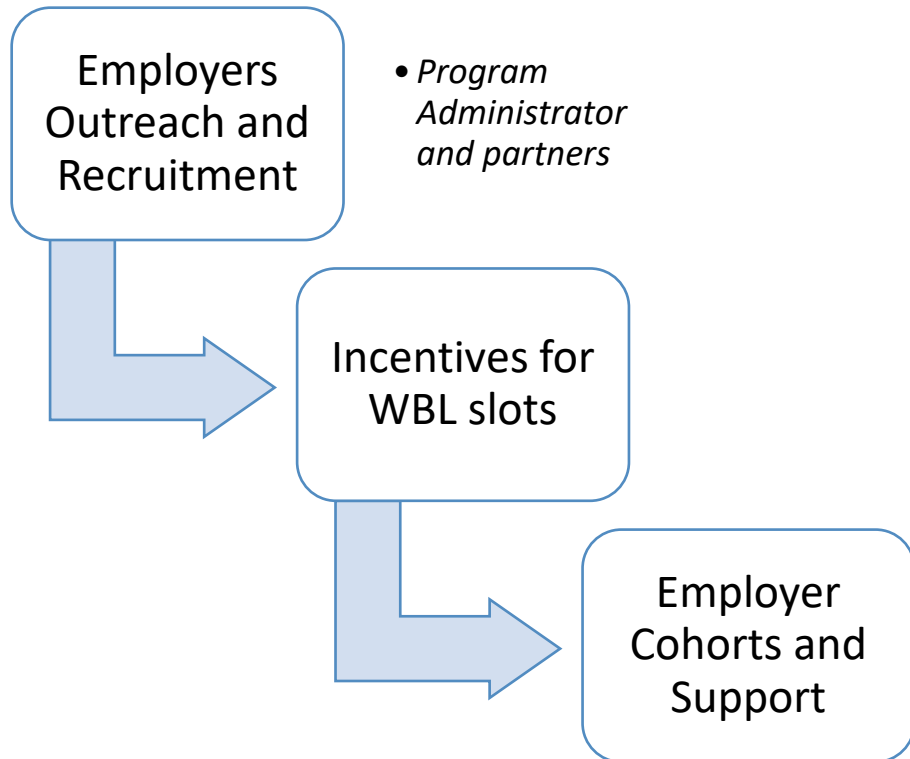 Employers
Outreach and
Recruitment
• Program
Administrator
and partners
Incentives for
WBL slots
Employer
Cohorts and
Support